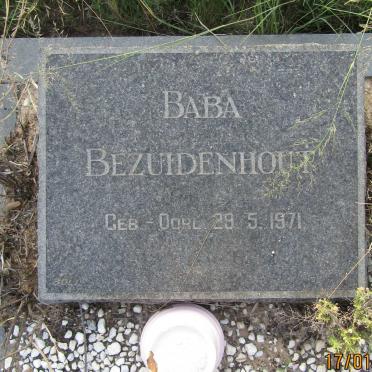 BABA
BEZUIDENHOUT
GEB - OORL. 29. 5. 1971
17/01